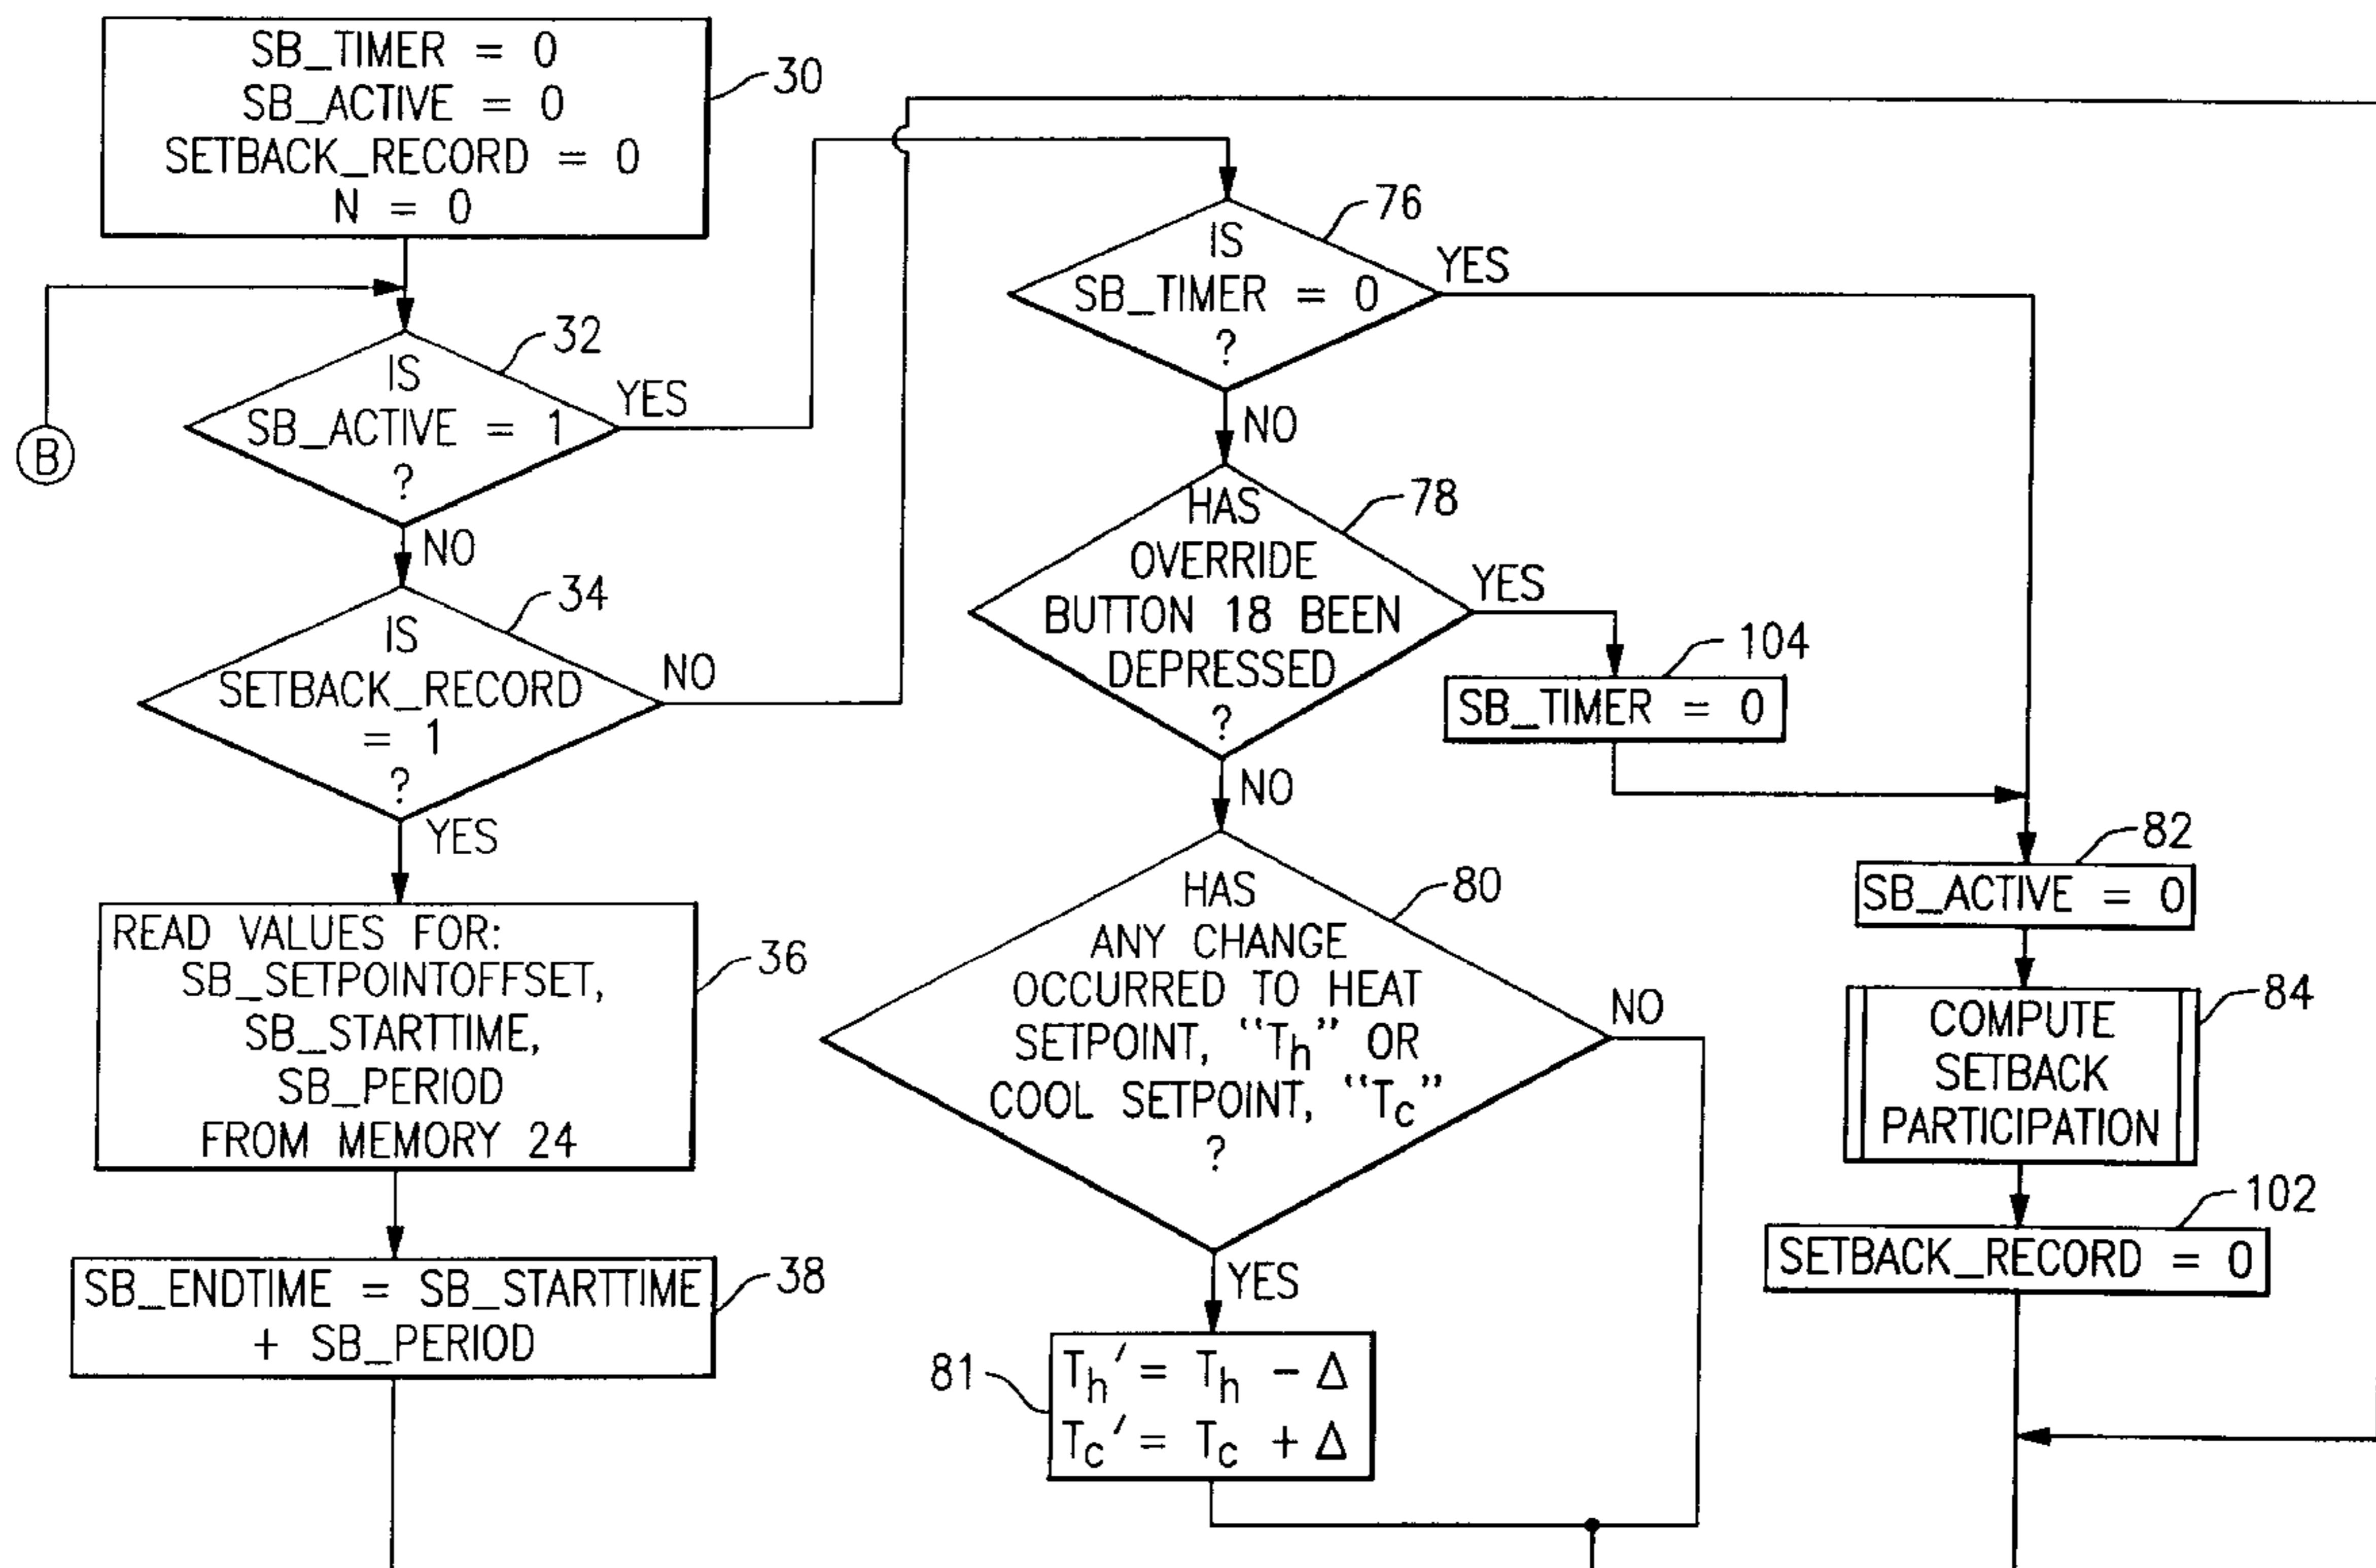 SB_TIMER = 0
SB_ACTIVE = 0
SETBACK_RECORD = 0
N = 0
30
B
IS
SB_ACTIVE = 1
?
32
YES
NO
IS
SETBACK_RECORD
= 1
?
34
NO
YES
READ VALUES FOR:
SB_SETPOINTOFFSET,
SB_STARTTIME,
SB_PERIOD
FROM MEMORY 24
36
SB_ENDTIME = SB_STARTTIME
+ SB_PERIOD
38
IS
SB_TIMER = 0
?
76
YES
NO
HAS
OVERRIDE
BUTTON 18 BEEN
DEPRESSED
?
78
YES
NO
SB_TIMER = 0
104
HAS
ANY CHANGE
OCCURRED TO HEAT
SETPOINT, “Th” OR
COOL SETPOINT, “Tc”
?
80
NO
YES
Th′ = Th − Δ
Tc′ = Tc + Δ
81
SB_ACTIVE = 0
82
COMPUTE
SETBACK
PARTICIPATION
84
SETBACK_RECORD = 0
102